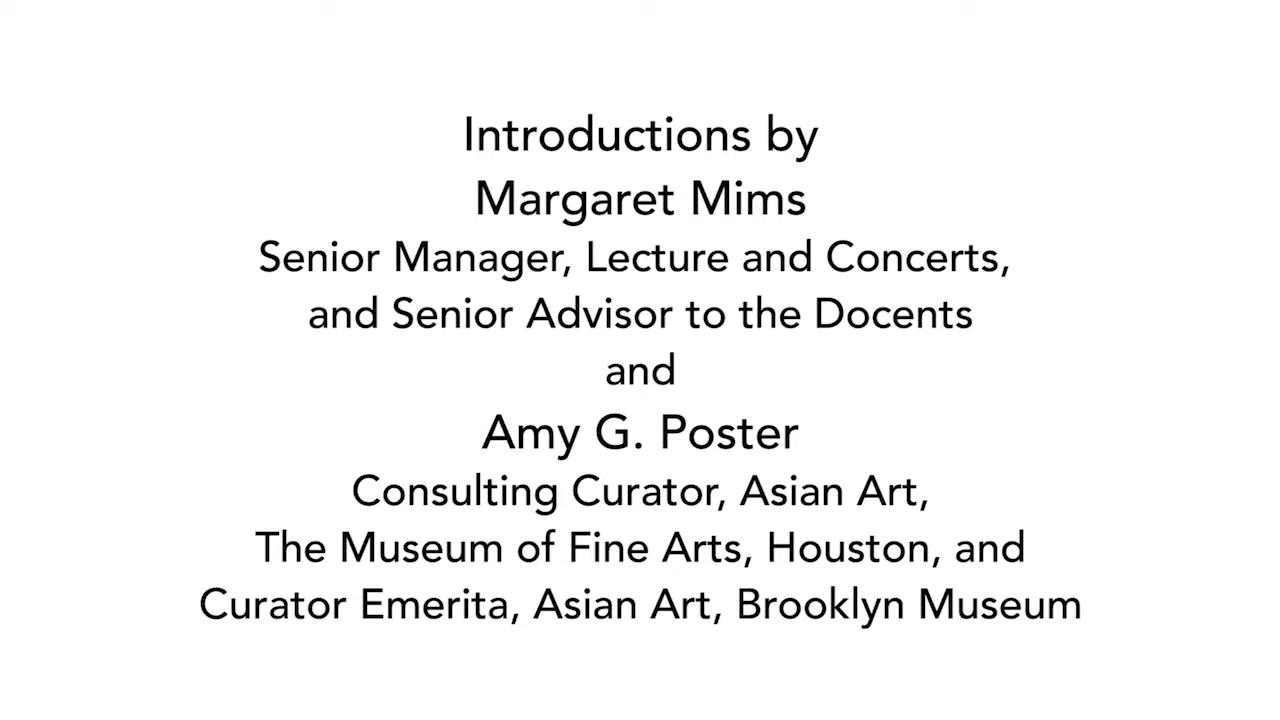 Introductions by
Margaret Mims
Senior Manager, Lecture and Concerts,
and Senior Advisor to the Docents
and
Amy G. Poster
Consulting Curator, Asian Art,
The Museum of Fine Arts, Houston, and
Curator Emerita, Asian Art, Brooklyn Museum